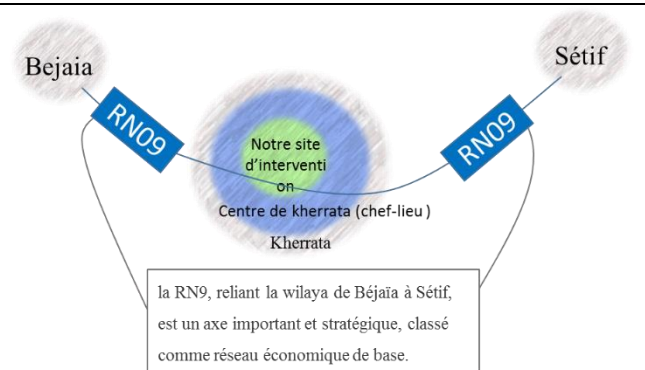 Bejaia
Sétif
RN09
RN09
Notre site
d'interventi
on
Centre de kherrata (chef-lieu )
Kherrata
la RN9, reliant la wilaya de Béjaïa à Sétif,
est un axe important et stratégique, classé
comme réseau économique de base.